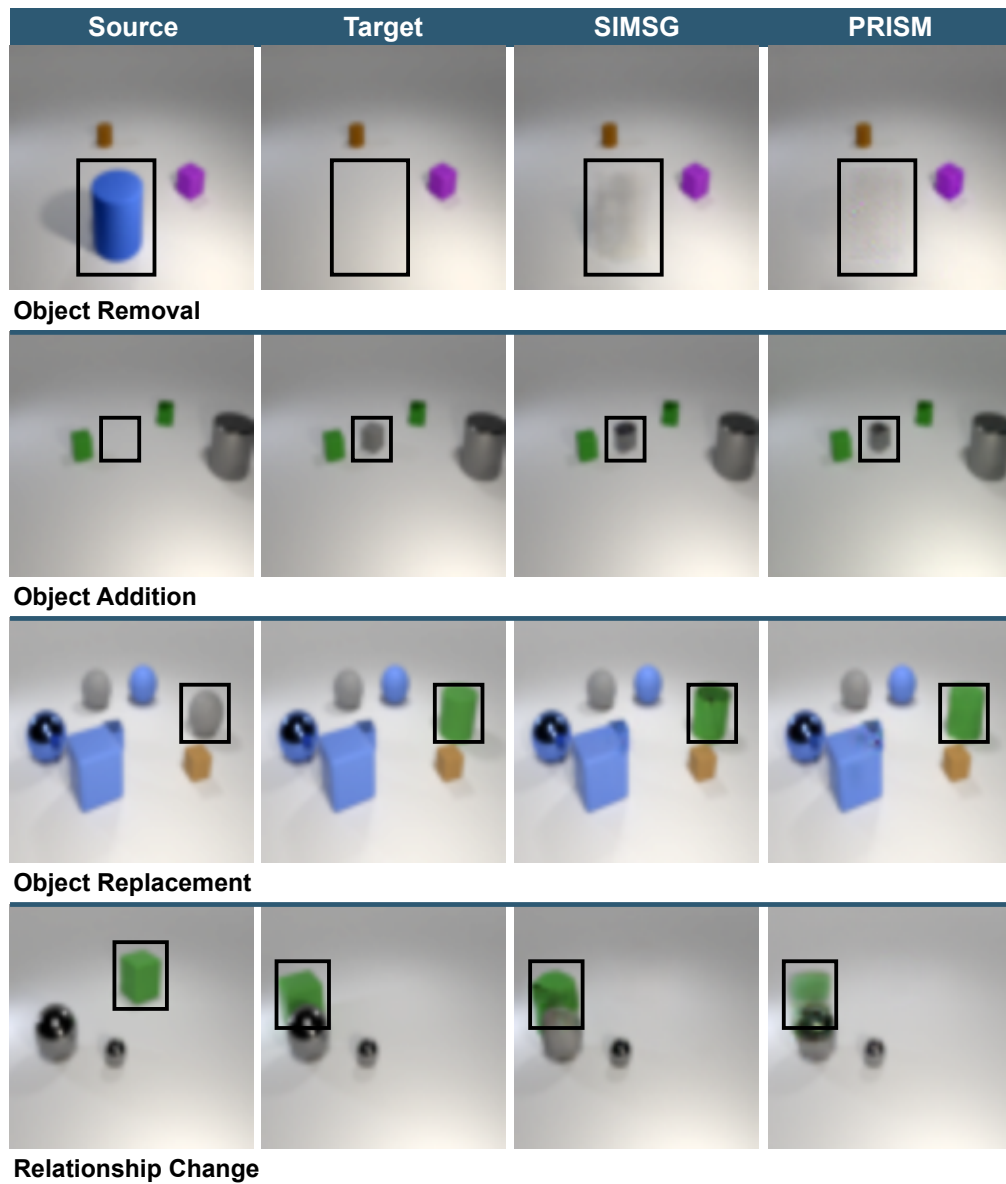 Source Target SIMSG PRISM
Object Removal
Object Addition
Object Replacement
Relationship Change